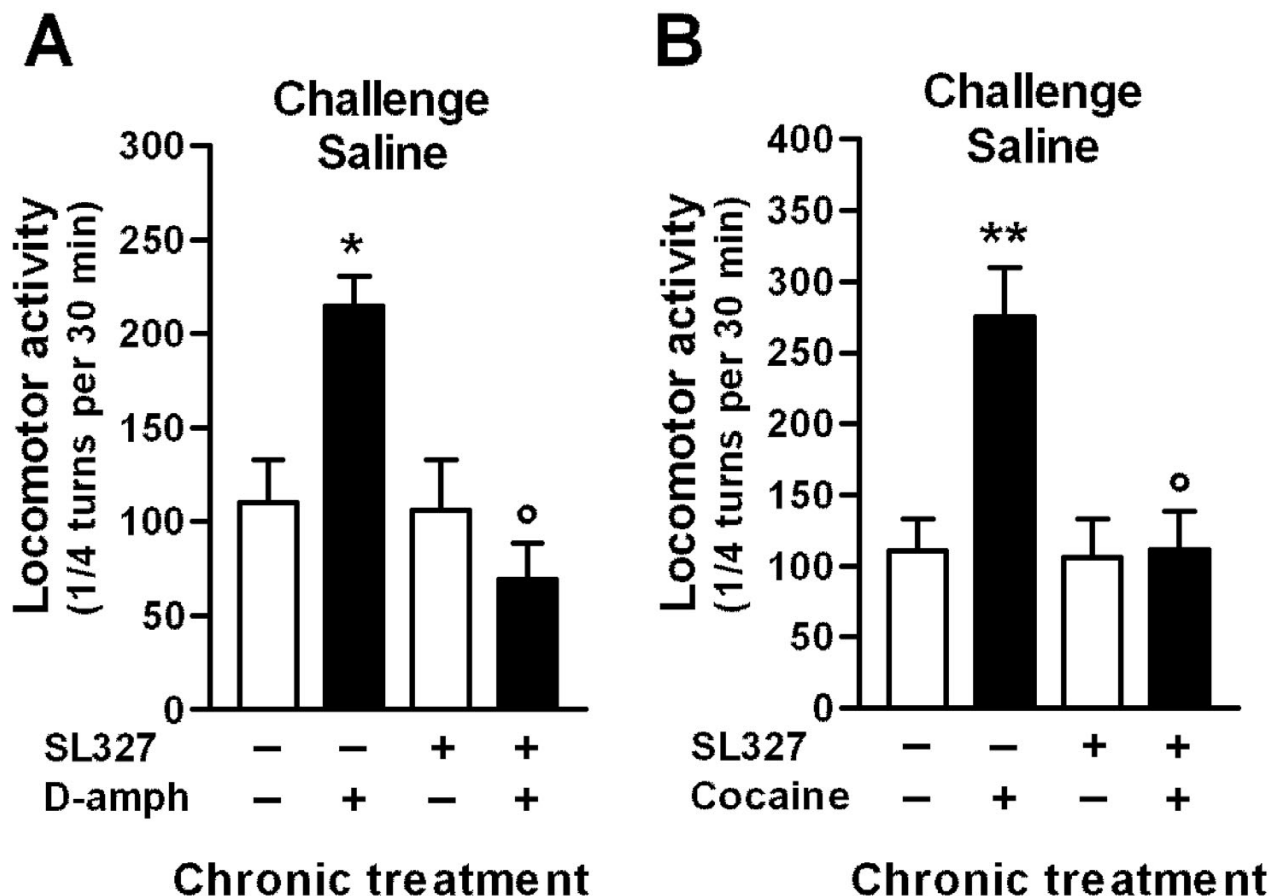 A
Challenge
Saline
Locomotor activity
(1/4 turns per 30 min)
300
250
200
150
100
50
0
*
°
SL327 – – + +
D-amph – + – +
Chronic treatment
B
Challenge
Saline
Locomotor activity
(1/4 turns per 30 min)
400
350
300
250
200
150
100
50
0
**
°
SL327 – – + +
Cocaine – + – +
Chronic treatment